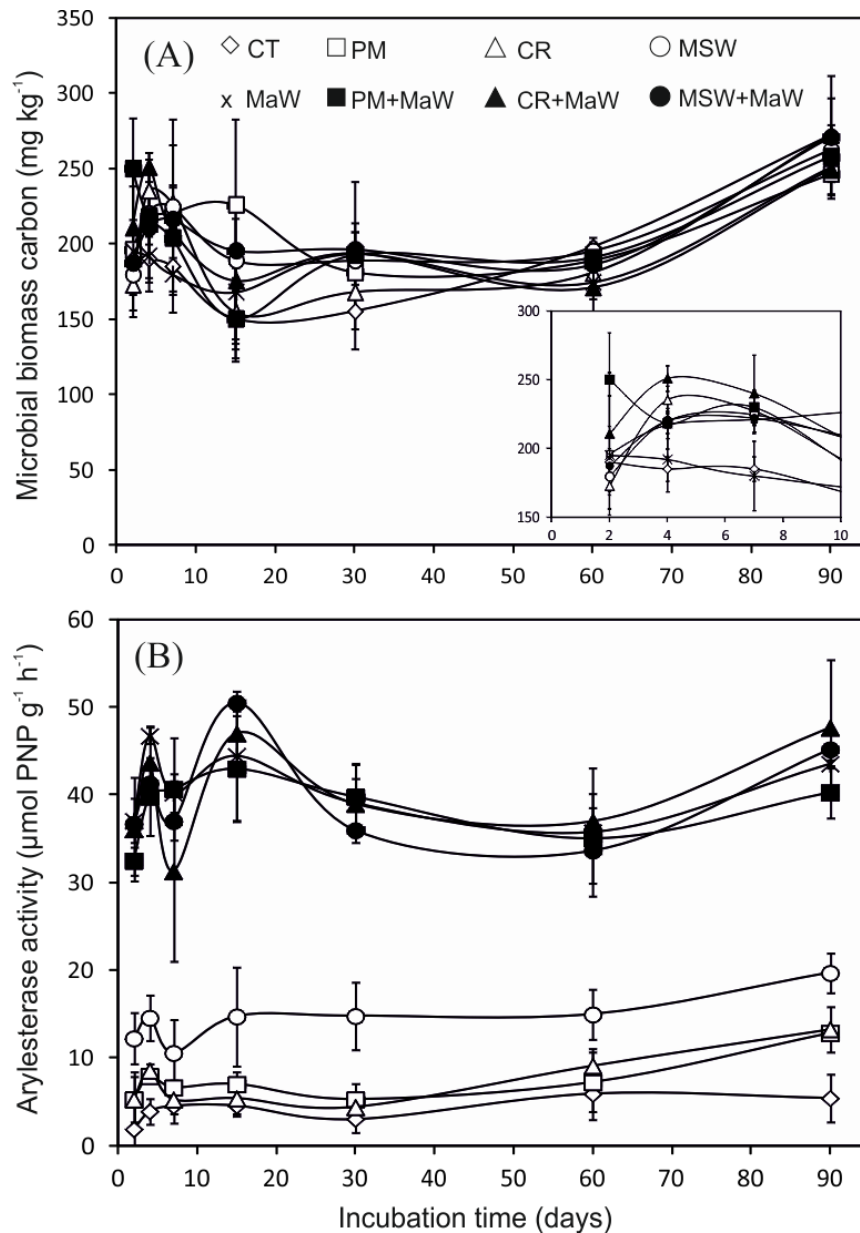 350
300
250
200
150
100
50
0
Microbial biomass carbon (mg kg⁻¹)
(A)
CT PM CR MSW
x MaW PM+MaW CR+MaW MSW+MaW
300
250
200
150
0 2 4 6 8 10
0 10 20 30 40 50 60 70 80 90
60
50
40
30
20
10
0
Arylesterase activity (µmol PNP g⁻¹ h⁻¹)
(B)
0 10 20 30 40 50 60 70 80 90
Incubation time (days)